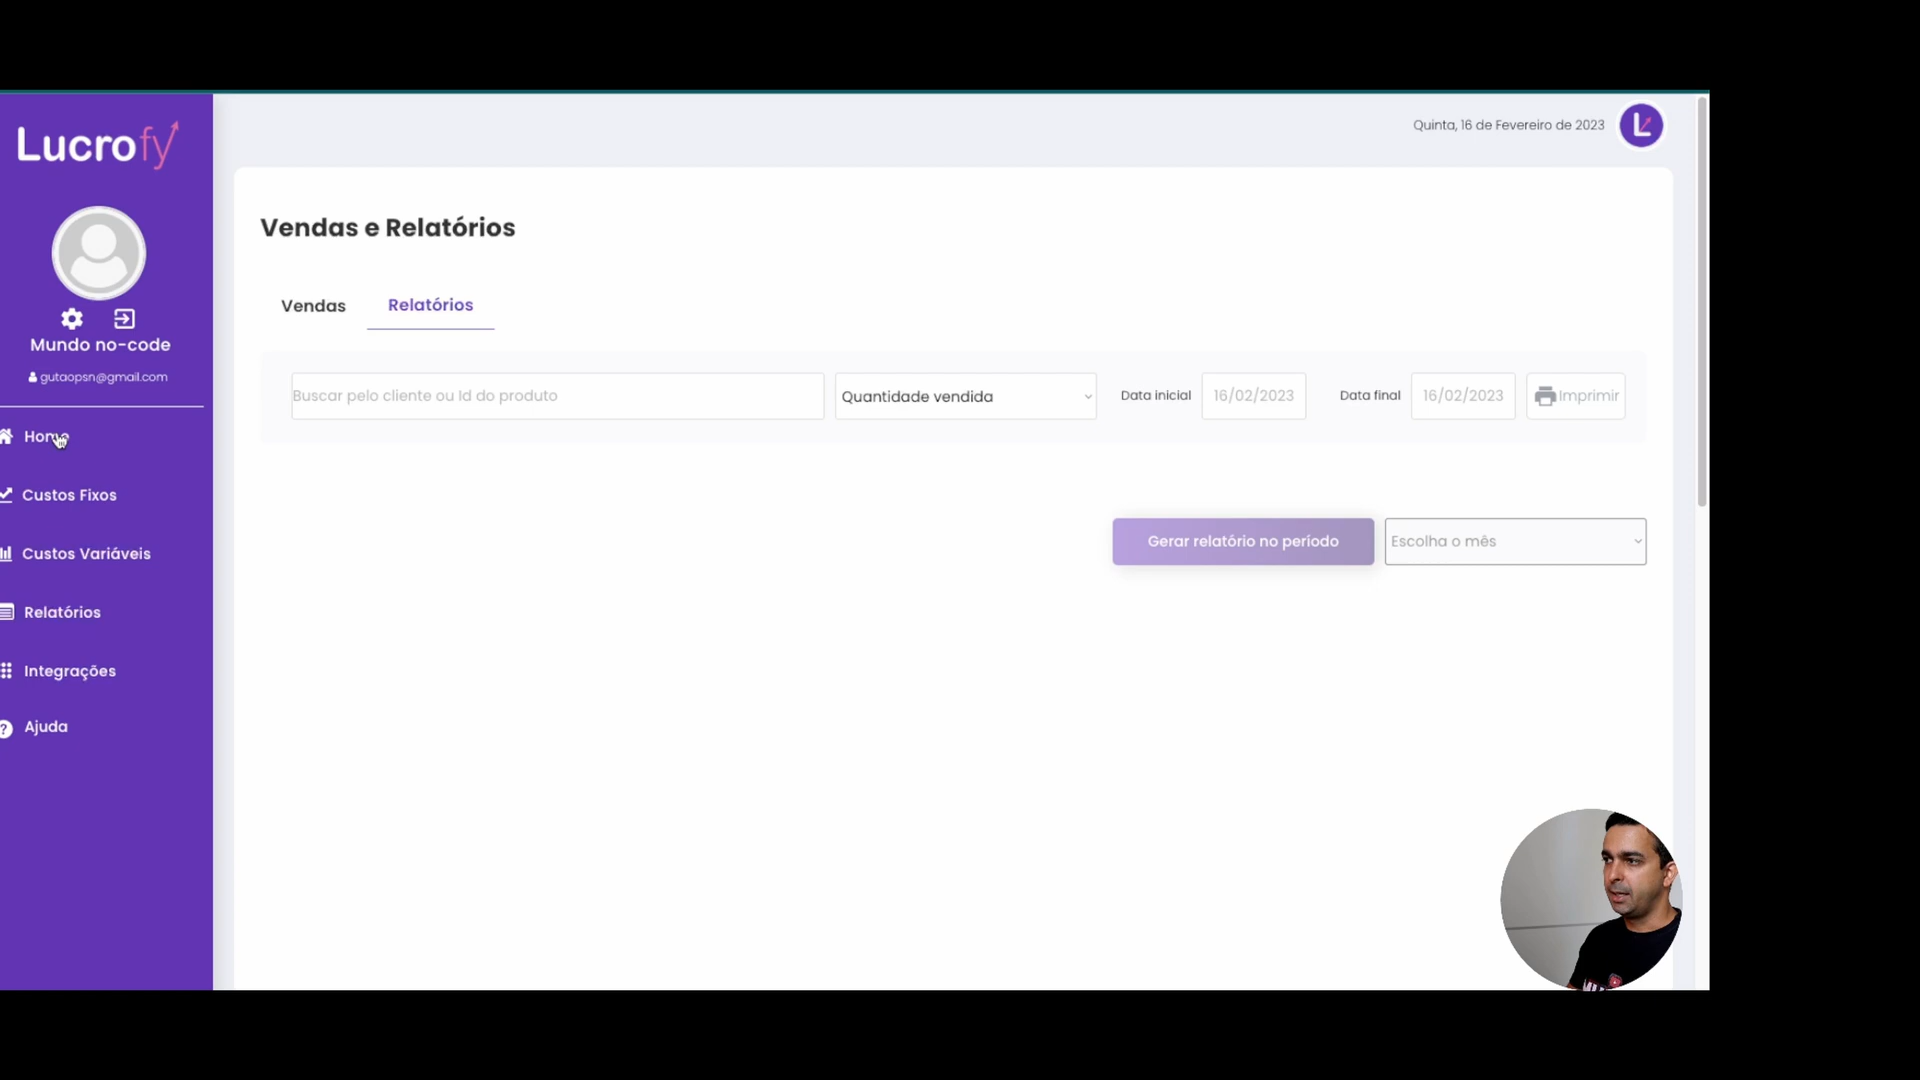 Lucrofy
Quinta, 16 de Fevereiro de 2023
Mundo no-code
gutaopsn@gmail.com
Home
Custos Fixos
Custos Variáveis
Relatórios
Integrações
Ajuda
Vendas e Relatórios
Vendas Relatórios
Buscar pelo cliente ou Id do produto Quantidade vendida Data inicial 16/02/2023 Data final 16/02/2023 Imprimir
Gerar relatório no período Escolha o mês